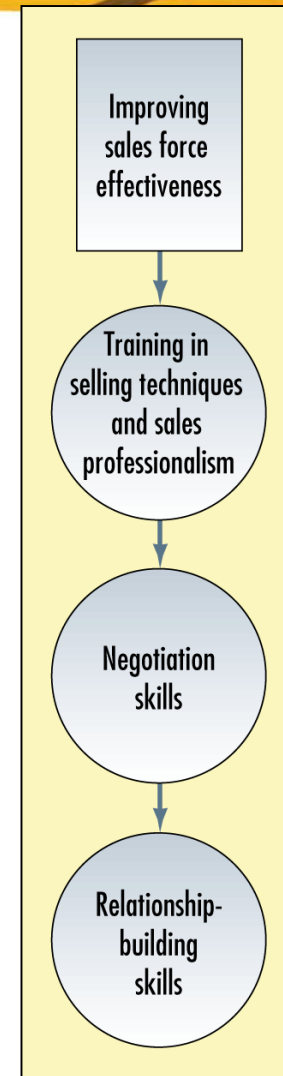 Improving
sales force
effectiveness
Training in
selling techniques
and sales
professionalism
Negotiation
skills
Relationship-
building
skills